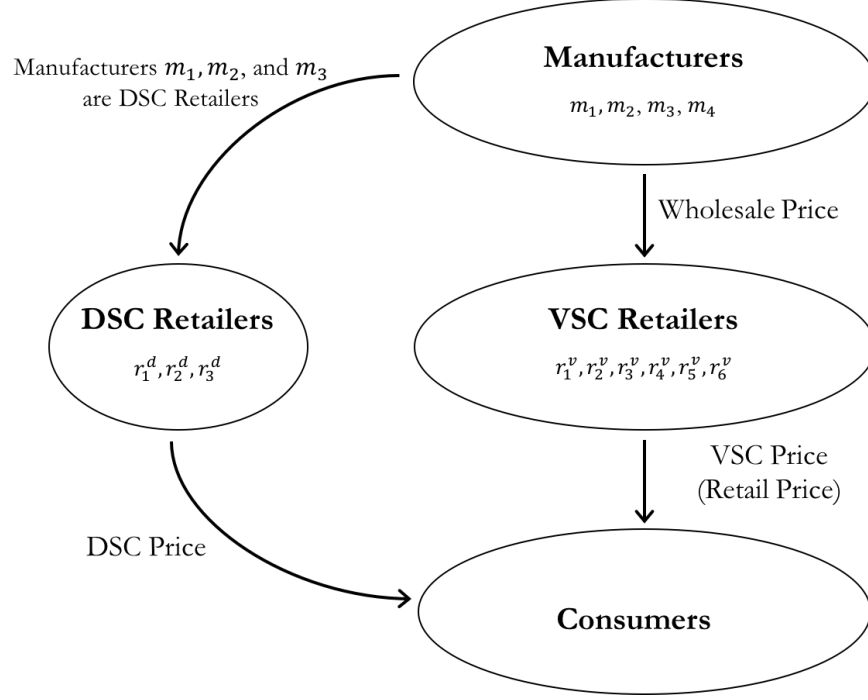 Manufacturers m₁, m₂, and m₃
are DSC Retailers
Manufacturers
m₁, m₂, m₃, m₄
Wholesale Price
DSC Retailers
r₁ᵈ, r₂ᵈ, r₃ᵈ
VSC Retailers
r₁ᵛ, r₂ᵛ, r₃ᵛ, r₄ᵛ, r₅ᵛ, r₆ᵛ
VSC Price
(Retail Price)
DSC Price
Consumers